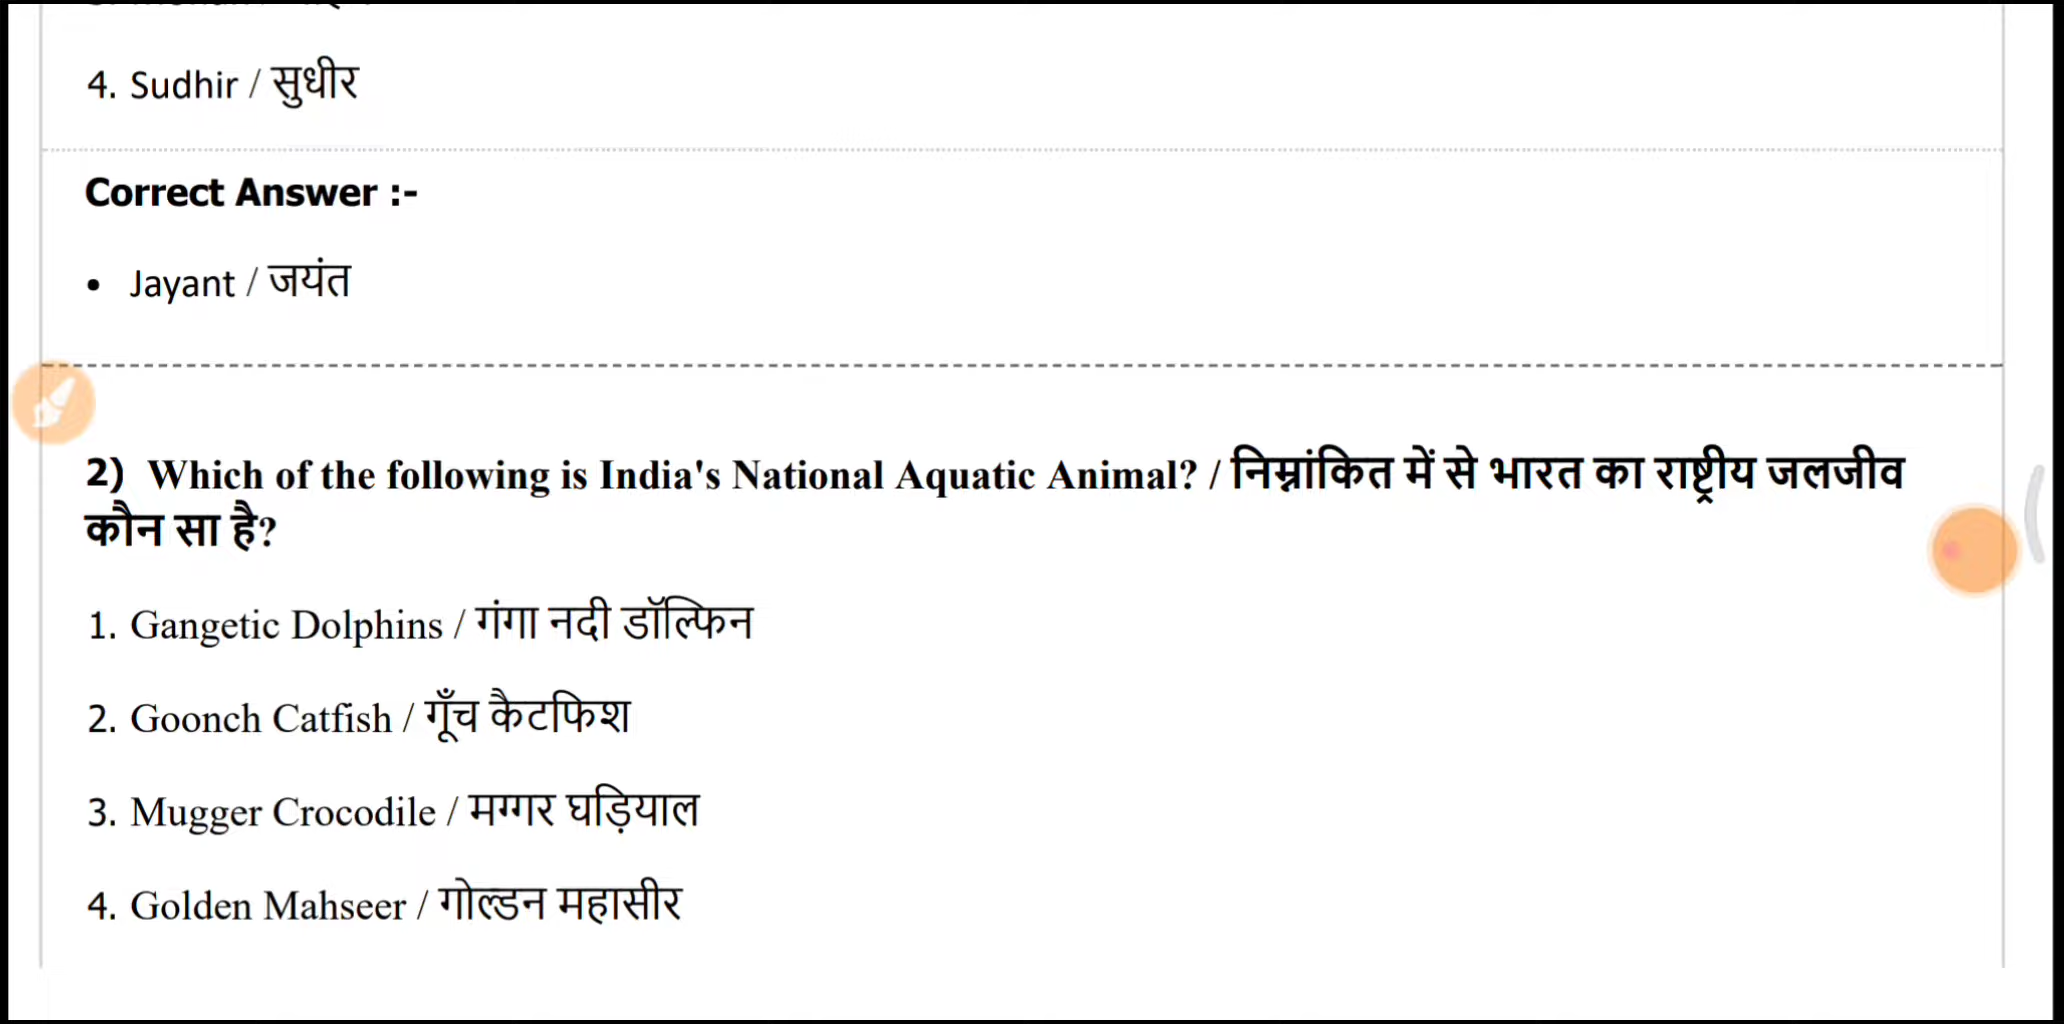 4. Sudhir / सुधीर
Correct Answer :-
• Jayant / जयंत
2) Which of the following is India's National Aquatic Animal? / निम्नांकित में से भारत का राष्ट्रीय जलजीव
कौन सा है?
1. Gangetic Dolphins / गंगा नदी डॉल्फिन
2. Goonch Catfish / गूँच कैटफिश
3. Mugger Crocodile / मग्गर घड़ियाल
4. Golden Mahseer / गोल्डन महासीर